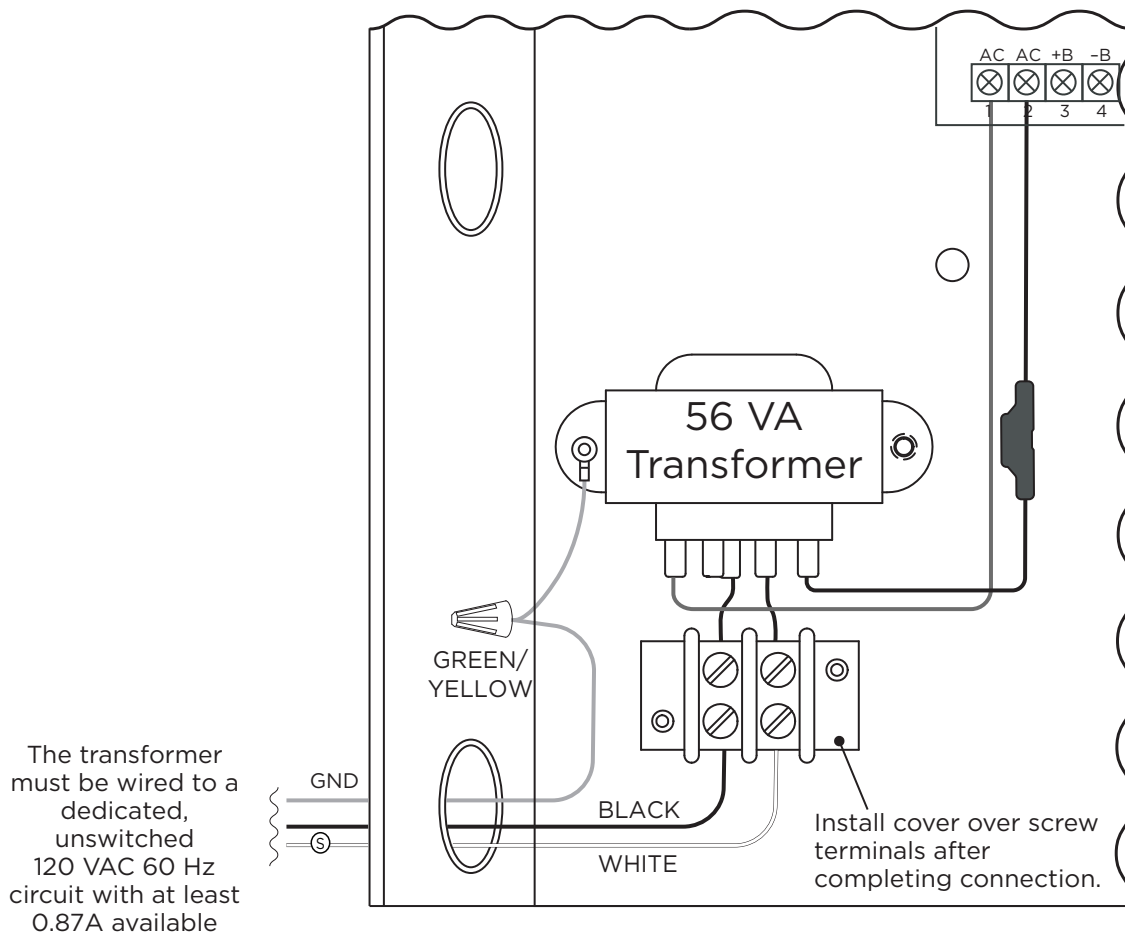 AC AC +B –B
1 2 3 4
56 VA
Transformer
GREEN/
YELLOW
The transformer
must be wired to a
dedicated,
unswitched
120 VAC 60 Hz
circuit with at least
0.87A available
GND
S
BLACK
WHITE
Install cover over screw
terminals after
completing connection.